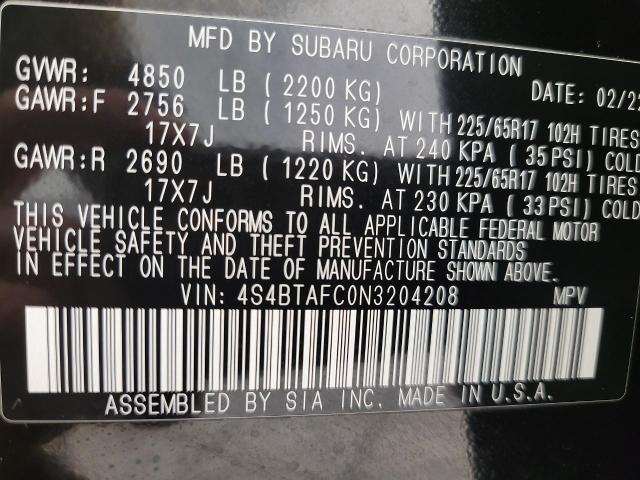 MFD BY SUBARU CORPORATION
GVWR: 4850 LB ( 2200 KG) DATE: 02/22
GAWR:F 2756 LB ( 1250 KG) WITH 225/65R17 102H TIRES
17X7J RIMS. AT 240 KPA ( 35 PSI) COLD
GAWR:R 2690 LB ( 1220 KG) WITH 225/65R17 102H TIRES
17X7J RIMS. AT 230 KPA ( 33 PSI) COLD
THIS VEHICLE CONFORMS TO ALL APPLICABLE FEDERAL MOTOR
VEHICLE SAFETY AND THEFT PREVENTION STANDARDS
IN EFFECT ON THE DATE OF MANUFACTURE SHOWN ABOVE.
VIN: 4S4BTAFC0N3204208 MPV
ASSEMBLED BY SIA INC. MADE IN U.S.A.